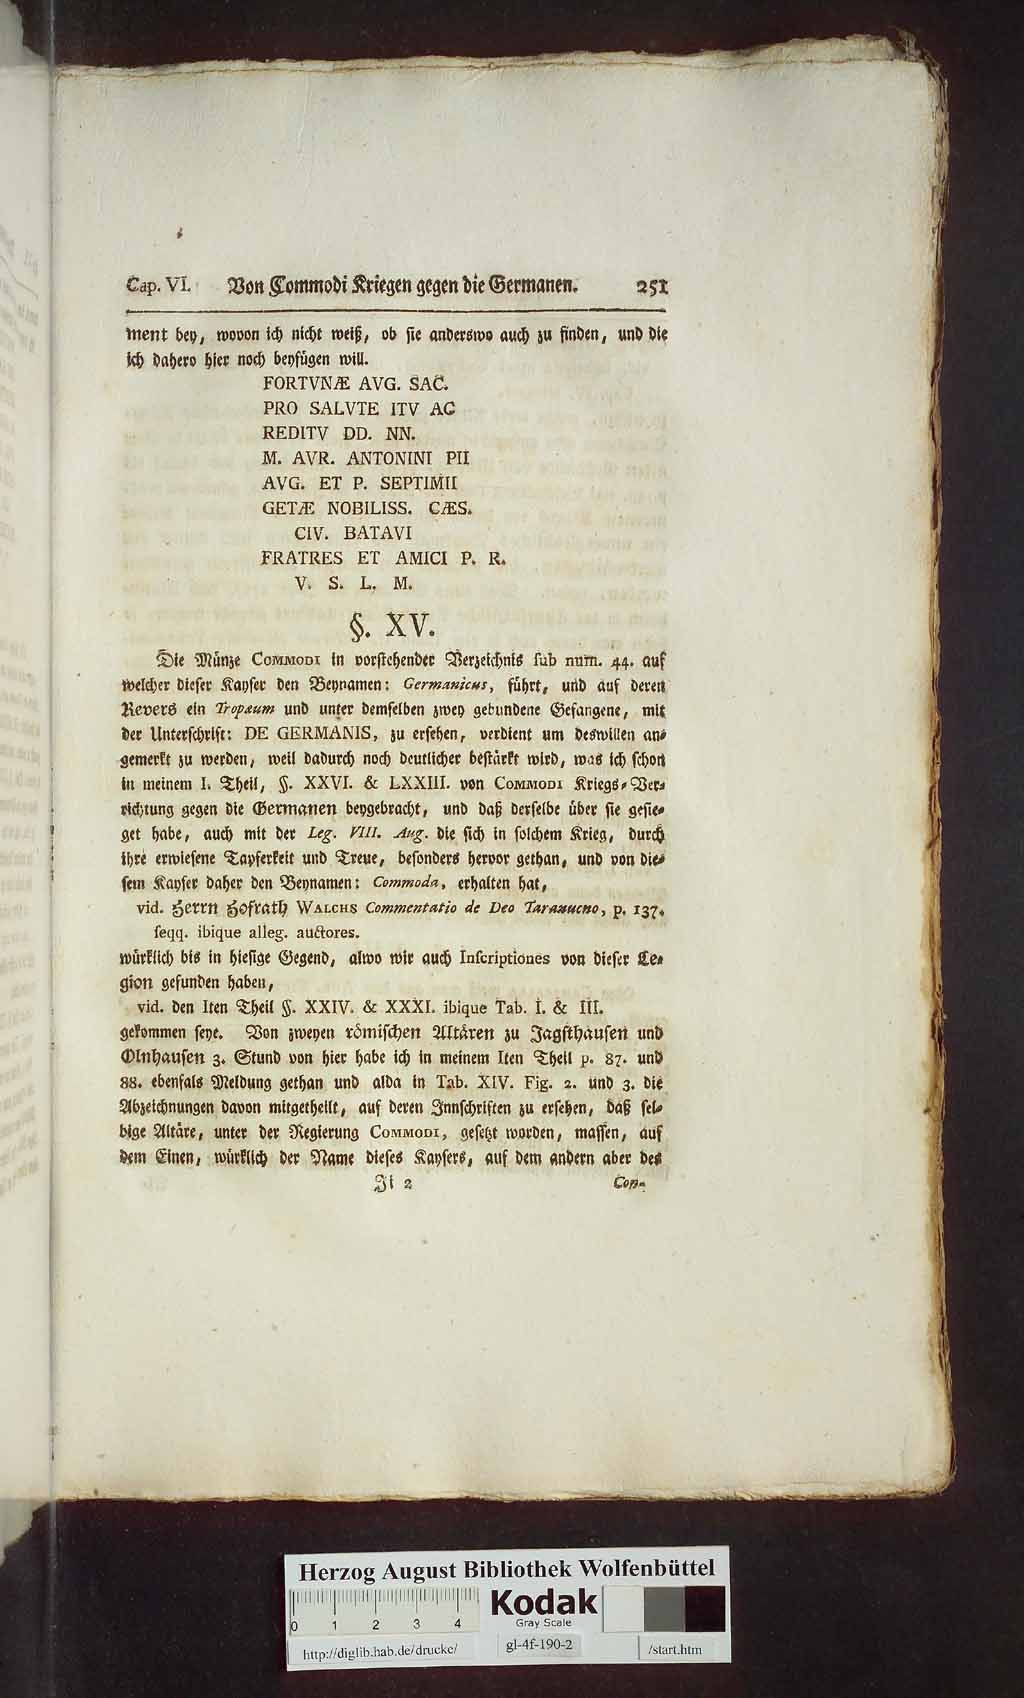 Cap. VI. Von Commodi Kriegen gegen die Germanen. 251
ment bey, wovon ich nicht weiß, ob sie anderswo auch zu finden, und die
ich dahero hier noch beyfügen will.
FORTVNÆ AVG. SAC.
PRO SALVTE ITV AC
REDITV DD. NN.
M. AVR. ANTONINI PII
AVG. ET P. SEPTIMII
GETÆ NOBILISS. CÆS.
CIV. BATAVI
FRATRES ET AMICI P. R.
V. S. L. M.
§. XV.
Die Münze COMMODI in vorstehender Verzeichnis sub num. 44. auf
welcher dieser Kayser den Beynamen: Germanicus, führt, und auf deren
Revers ein Tropæum und unter demselben zwey gebundene Gefangene, mit
der Unterschrift: DE GERMANIS, zu ersehen, verdient um deswillen an-
gemerkt zu werden, weil dadurch noch deutlicher bestärkt wird, was ich schon
in meinem I. Theil, §. XXVI. & LXXIII. von COMMODI Kriegs-Ver-
richtung gegen die Germanen beygebracht, und daß derselbe über sie gesie-
get habe, auch mit der Leg. VIII. Aug. die sich in solchem Krieg, durch
ihre erwiesene Tapferkeit und Treue, besonders hervor gethan, und von die-
sem Kayser daher den Beynamen: Commoda, erhalten hat,
vid. Herrn Hofrath WALCHS Commentatio de Deo Taranucno, p. 137.
seqq. ibique alleg. auctores.
würklich bis in hiesige Gegend, alwo wir auch Inscriptiones von dieser Le-
gion gefunden haben,
vid. den Iten Theil §. XXIV. & XXXI. ibique Tab. I. & III.
gekommen seye. Von zweyen römischen Altären zu Jagsthausen und
Olnhausen 3. Stund von hier habe ich in meinem Iten Theil p. 87. und
88. ebenfals Meldung gethan und alda in Tab. XIV. Fig. 2. und 3. die
Abzeichnungen davon mitgetheilt, auf deren Innschriften zu ersehen, daß sel-
bige Altäre, unter der Regierung COMMODI, gesetzt worden, massen, auf
dem Einen, würklich der Name dieses Kaysers, auf dem andern aber des
Ji 2 Con-
Herzog August Bibliothek Wolfenbüttel
0 1 2 3 4
Kodak
Gray Scale
http://diglib.hab.de/drucke/ gl-4f-190-2 /start.htm